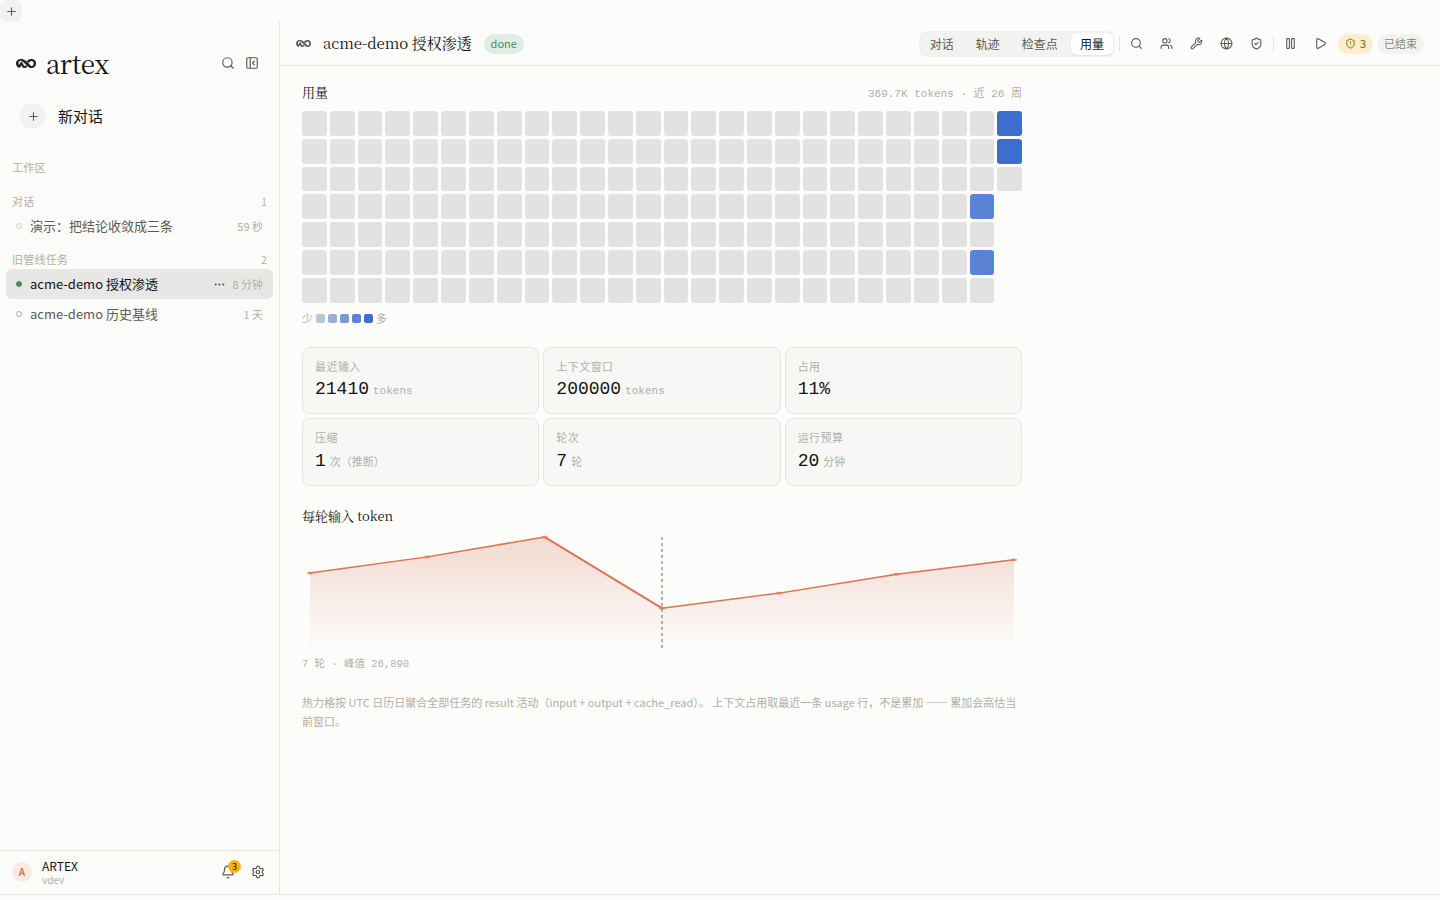 artex
新对话
工作区
对话 1
演示：把结论收敛成三条 59 秒
旧管线任务 2
acme-demo 授权渗透 8 分钟
acme-demo 历史基线 1 天
A ARTEX
vdev
3
acme-demo 授权渗透 done
对话 轨迹 检查点 用量 3 已结束
用量 369.7K tokens · 近 26 周
少 多
最近输入
21410 tokens
上下文窗口
200000 tokens
占用
11%
压缩
1 次（推断）
轮次
7 轮
运行预算
20 分钟
每轮输入 token
7 轮 · 峰值 26,890
热力格按 UTC 日历日聚合全部任务的 result 活动（input + output + cache_read）。 上下文占用取最近一条 usage 行，不是累加 —— 累加会高估当
前窗口。